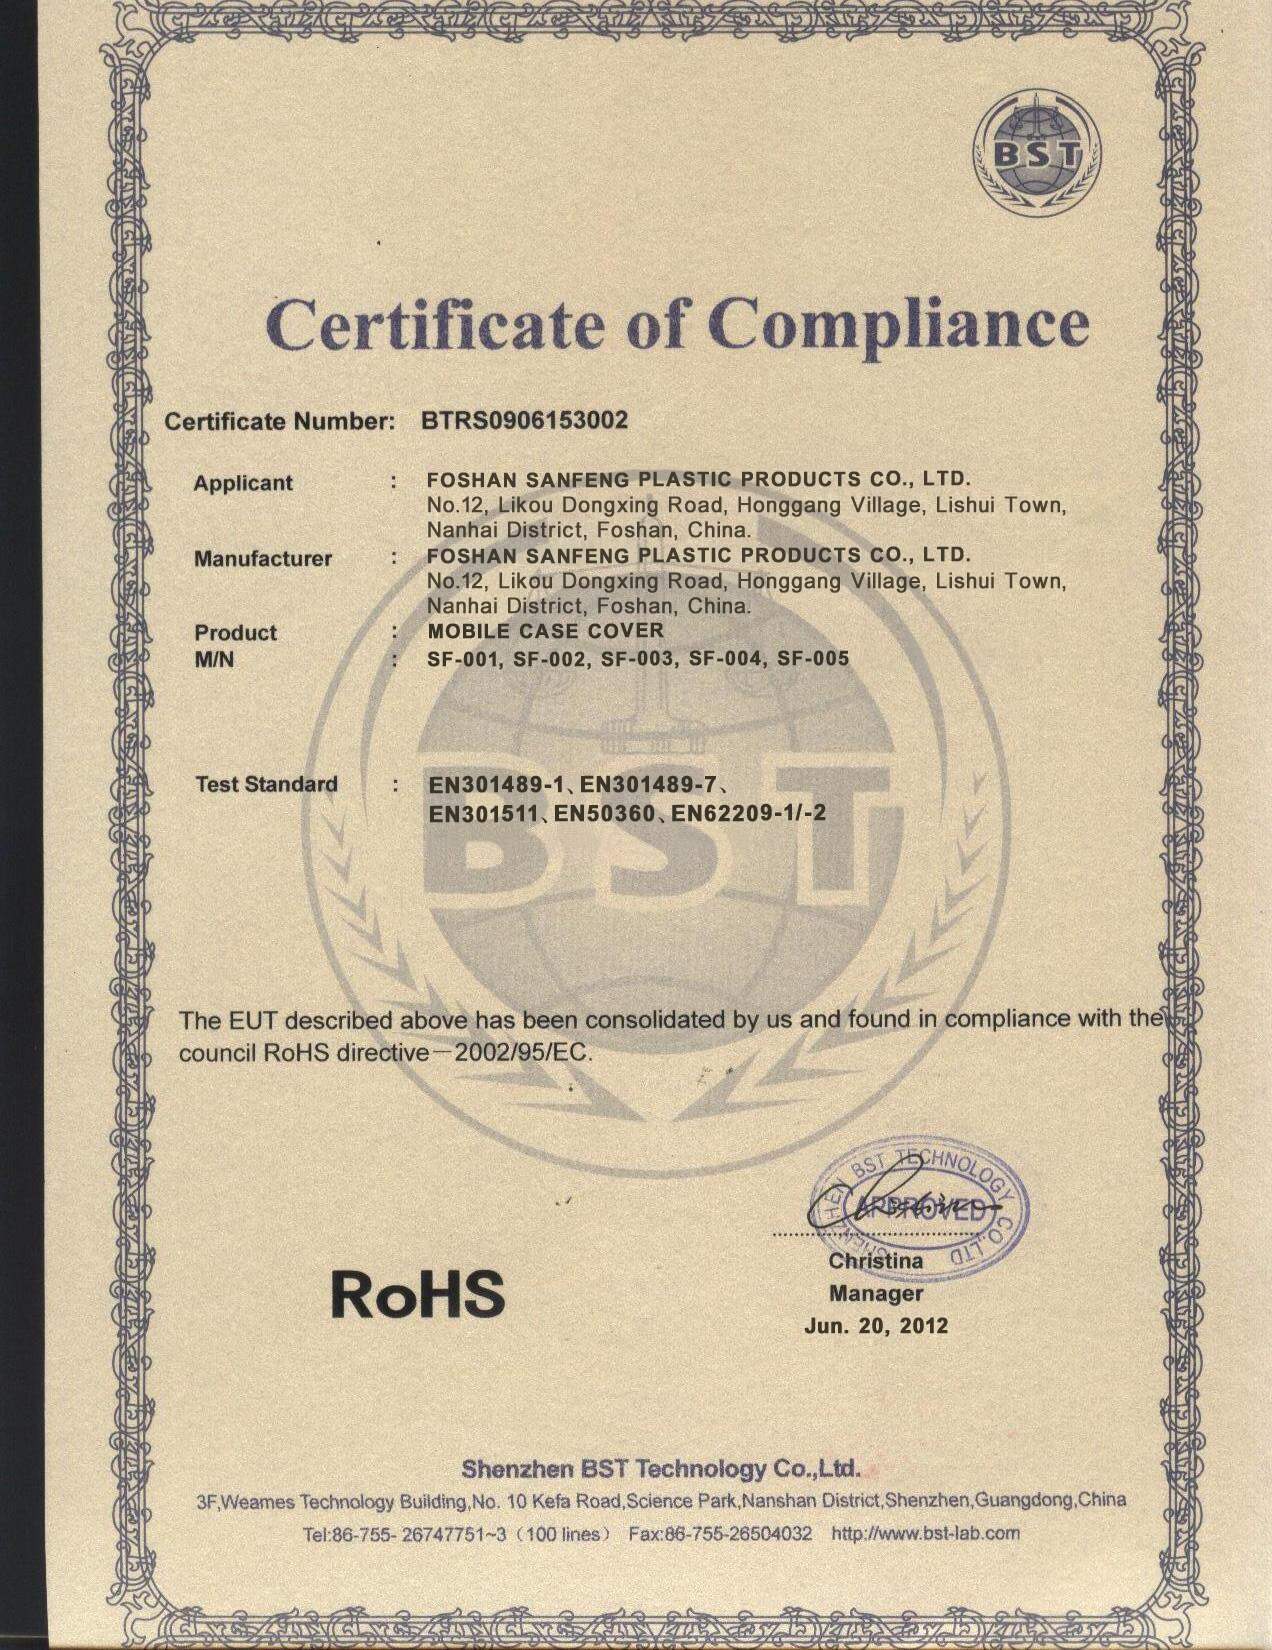 BST
Certificate of Compliance
Certificate Number: BTRS0906153002
Applicant : FOSHAN SANFENG PLASTIC PRODUCTS CO., LTD.
No.12, Likou Dongxing Road, Honggang Village, Lishui Town,
Nanhai District, Foshan, China.
Manufacturer : FOSHAN SANFENG PLASTIC PRODUCTS CO., LTD.
No.12, Likou Dongxing Road, Honggang Village, Lishui Town,
Nanhai District, Foshan, China.
Product : MOBILE CASE COVER
M/N : SF-001, SF-002, SF-003, SF-004, SF-005
BST
Test Standard : EN301489-1、EN301489-7、
EN301511、EN50360、EN62209-1/-2
The EUT described above has been consolidated by us and found in compliance with the
council RoHS directive—2002/95/EC.
SHENZHEN BST TECHNOLOGY CO.,LTD
APPROVED
Christina
Manager
Jun. 20, 2012
RoHS
Shenzhen BST Technology Co.,Ltd.
3F,Weames Technology Building,No. 10 Kefa Road,Science Park,Nanshan District,Shenzhen,Guangdong,China
Tel:86-755- 26747751~3（100 lines） Fax:86-755-26504032 http://www.bst-lab.com